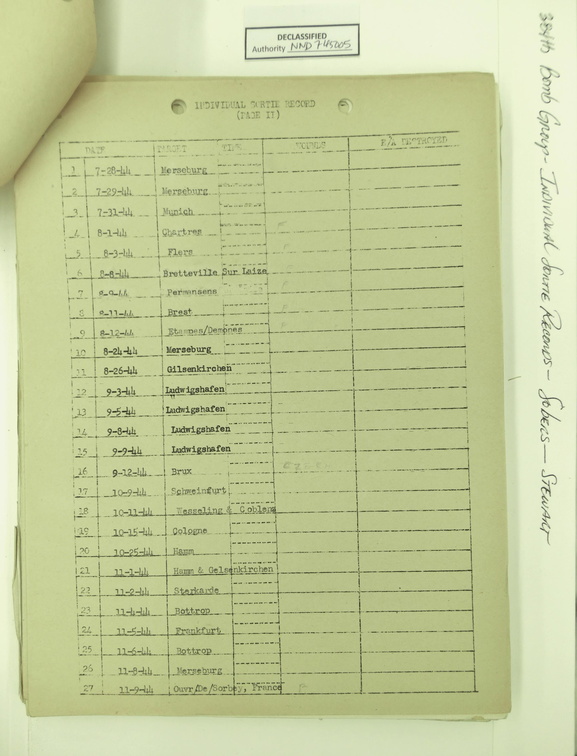 DECLASSIFIED
Authority NND 745005
384th Bomb Group - Individual Sortie Records - Sobers - Stewart
INDIVIDUAL SORTIE RECORD
(PAGE II)
DATE TARGET TIME BOMBS E/A DESTROYED
1 7-28-44 Merseburg
2 7-29-44 Merseburg
3 7-31-44 Munich
4 8-1-44 Chartres
5 8-3-44 Flers
6 8-8-44 Bretteville Sur Laize
7 8-9-44 Permansens
8 8-11-44 Brest
9 8-12-44 Etampes/
10 8-24-44 Merseburg
11 8-26-44 Gilsenkirchen
12 9-3-44 Ludwigshafen
13 9-5-44 Ludwigshafen
14 9-8-44 Ludwigshafen
15 9-9-44 Ludwigshafen
16 9-12-44 Brux
17 10-9-44 Schweinfurt
18 10-11-44 Wesseling & Coblenz
19 10-15-44 Cologne
20 10-25-44 Hamm
21 11-1-44 Hamm & Gelsenkirchen
22 11-2-44 Sterkarde
23 11-4-44 Bottrop
24 11-5-44 Frankfurt
25 11-6-44 Bottrop
26 11-8-44 Merseburg
27 11-9-44 Ouvr/De/Sorbey, France